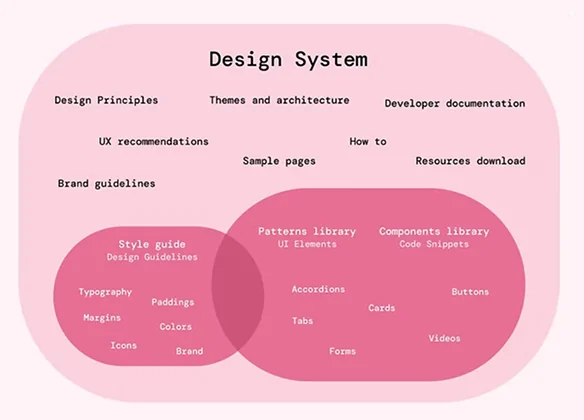 Design System
Design Principles
Themes and architecture
Developer documentation
UX recommendations
How to
Sample pages
Resources download
Brand guidelines
Style guide
Design Guidelines
Typography
Paddings
Margins
Colors
Icons
Brand
Patterns library
UI Elements
Components library
Code Snippets
Accordions
Buttons
Cards
Tabs
Videos
Forms